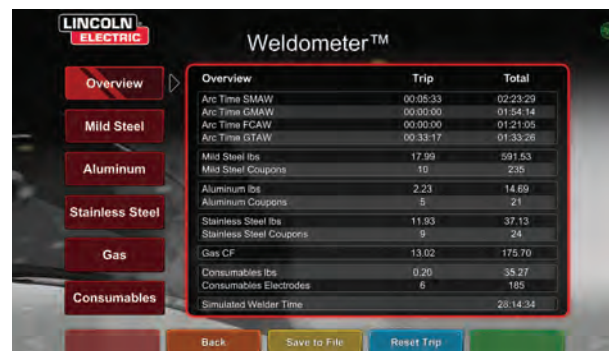 LINCOLN
ELECTRIC
Weldometer™
Overview
Mild Steel
Aluminum
Stainless Steel
Gas
Consumables
Overview Trip Total
Arc Time SMAW 00:05:33 02:23:29
Arc Time GMAW 00:00:00 01:54:14
Arc Time FCAW 00:00:00 01:21:05
Arc Time GTAW 00:33:17 01:33:26
Mild Steel lbs 17.99 591.53
Mild Steel Coupons 10 235
Aluminum lbs 2.23 14.69
Aluminum Coupons 5 21
Stainless Steel lbs 11.93 37.13
Stainless Steel Coupons 9 24
Gas CF 13.02 175.70
Consumables lbs 0.20 35.27
Consumables Electrodes 6 185
Simulated Welder Time 28:14:34
Back Save to File Reset Trip